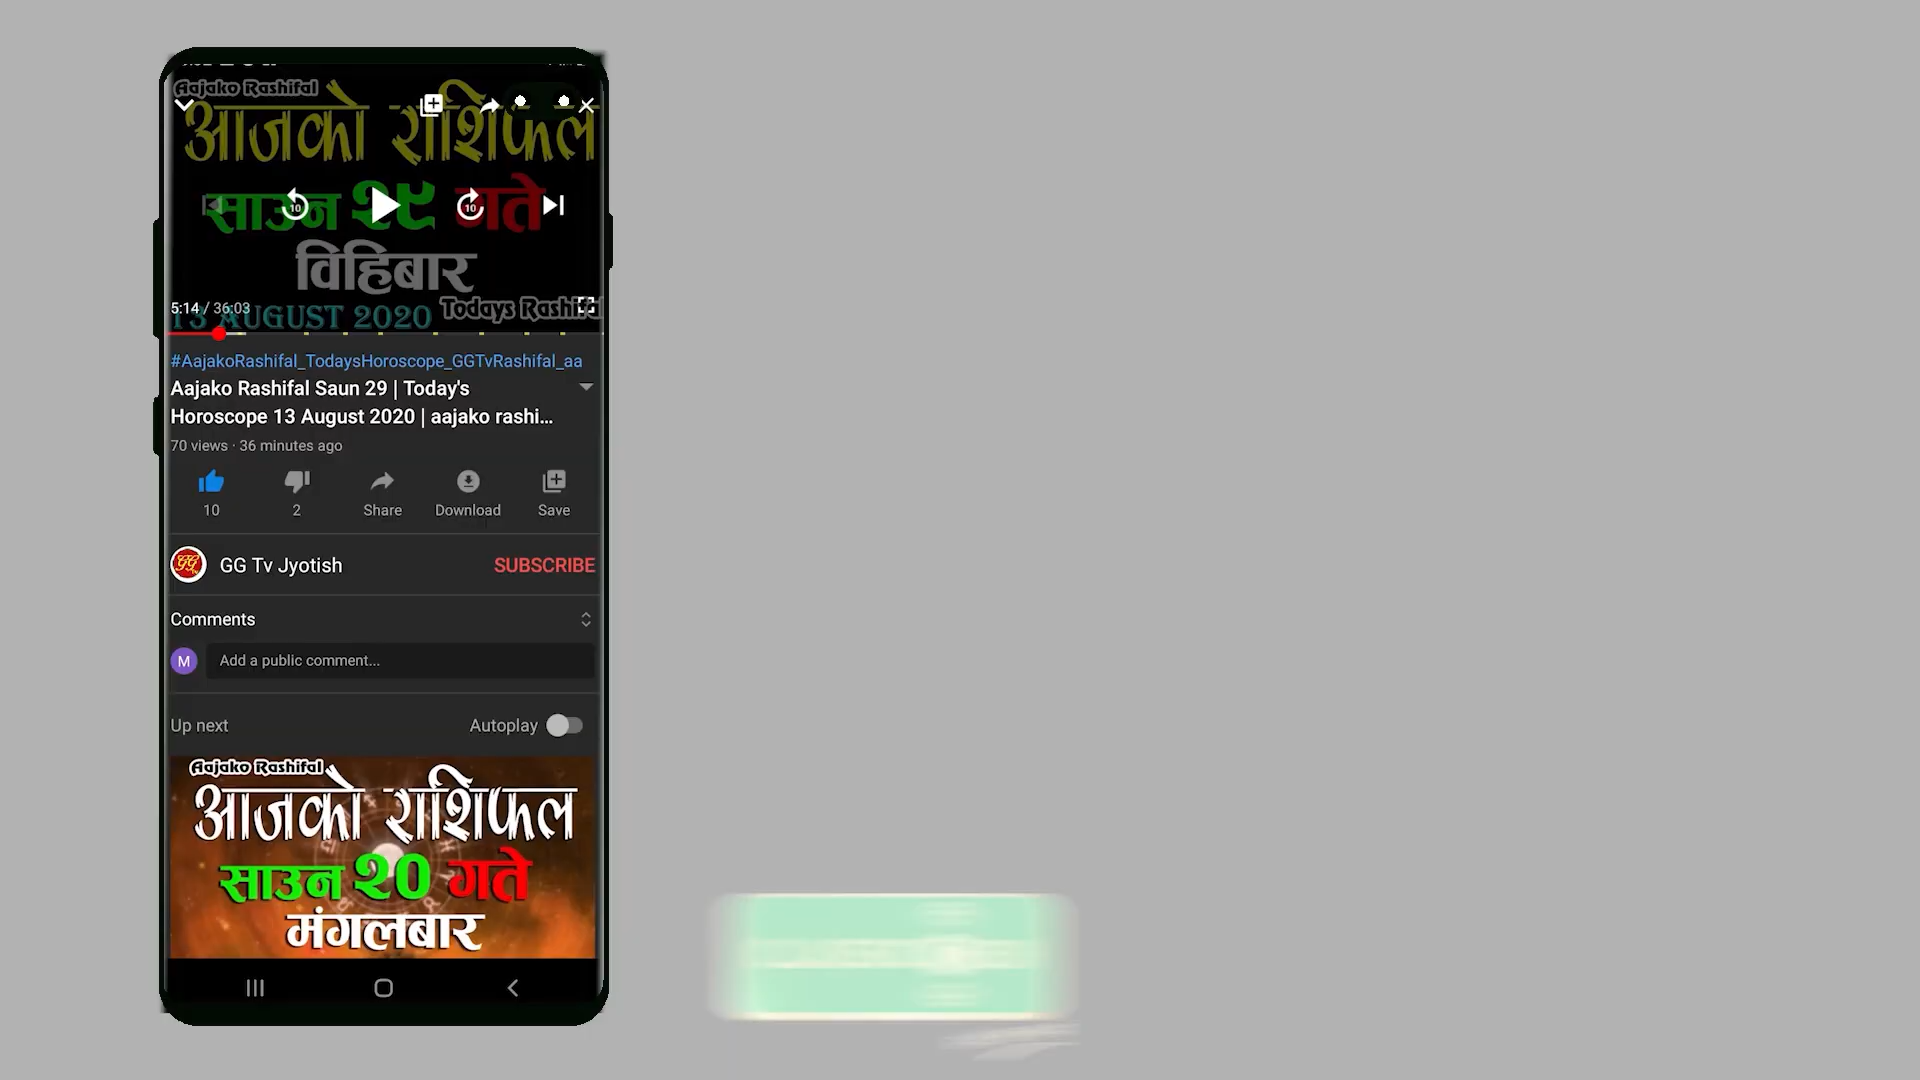 Aajako Rashifal
आजको राशिफल
साउन २९ गते
10
10
विहिबार
5:14 / 36:03
Todays Rashifal
13 AUGUST 2020
#AajakoRashifal_TodaysHoroscope_GGTvRashifal_aa
Aajako Rashifal Saun 29 | Today's
Horoscope 13 August 2020 | aajako rashi...
70 views · 36 minutes ago
10
2
Share
Download
Save
GG Tv Jyotish
SUBSCRIBE
Comments
M
Add a public comment...
Up next
Autoplay
Aajako Rashifal
आजको राशिफल
साउन २० गते
मंगलबार